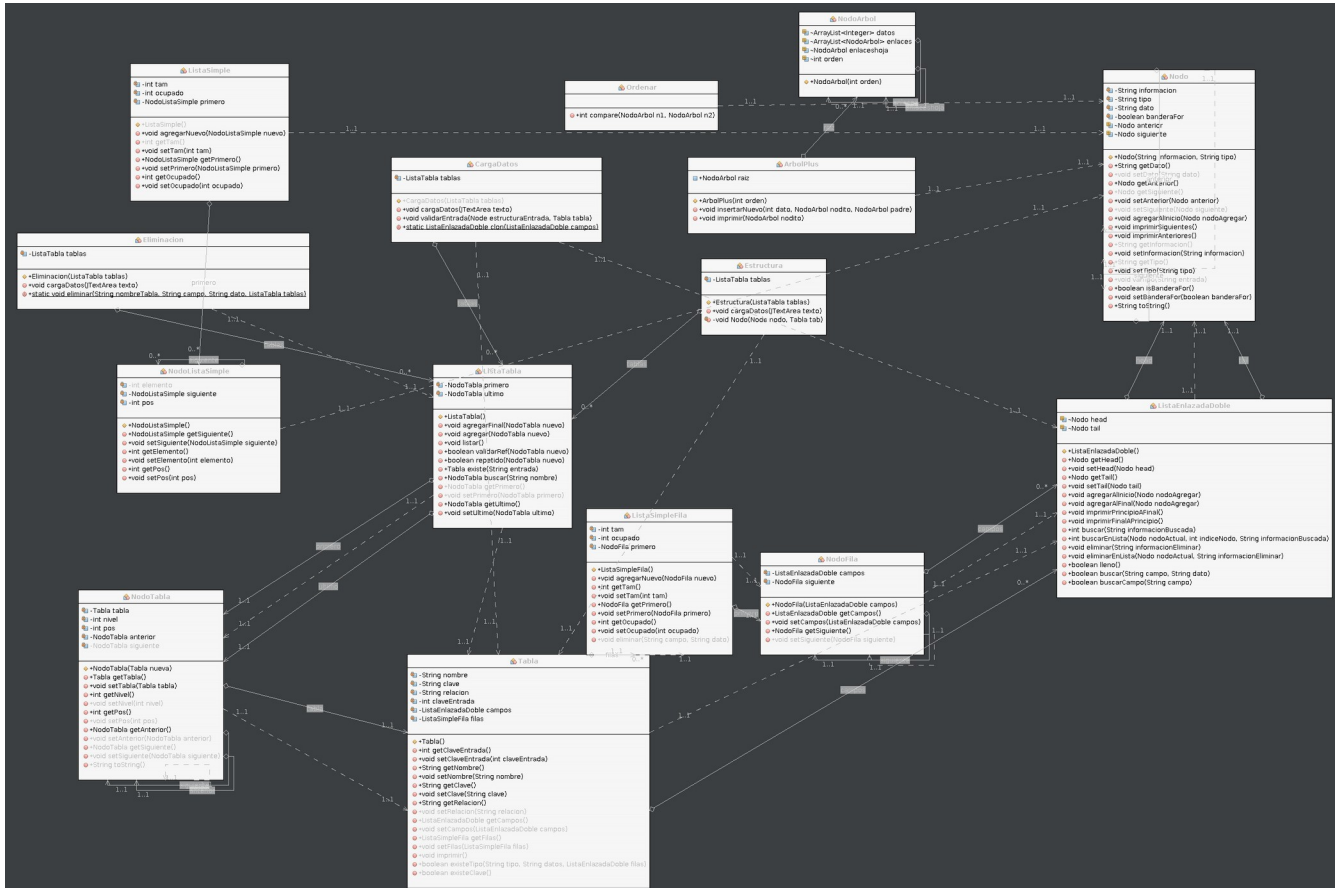 NodoArbol
~ArrayList<Integer> datos
~ArrayList<NodoArbol> enlaces
~NodoArbol enlaceshoja
~int orden
+NodoArbol(int orden)
ListaSimple
-int tam
-int ocupado
-NodoListaSimple primero
+ListaSimple()
+void agregarNuevo(NodoListaSimple nuevo)
+int getTam()
+void setTam(int tam)
+NodoListaSimple getPrimero()
+void setPrimero(NodoListaSimple primero)
+int getOcupado()
+void setOcupado(int ocupado)
Ordenar
+int compare(NodoArbol n1, NodoArbol n2)
Nodo
-String informacion
-String tipo
-String dato
-boolean banderaFor
~Nodo anterior
~Nodo siguiente
+Nodo(String informacion, String tipo)
+String getDato()
+void setDato(String dato)
+Nodo getAnterior()
+Nodo getSiguiente()
+void setAnterior(Nodo anterior)
+void setSiguiente(Nodo siguiente)
+void agregarAlInicio(Nodo nodoAgregar)
+void imprimirSiguientes()
+void imprimirAnteriores()
+String getInformacion()
+void setInformacion(String informacion)
+String getTipo()
+void setTipo(String tipo)
+boolean isBanderaFor()
+void setBanderaFor(boolean banderaFor)
+String toString()
CargaDatos
-ListaTabla tablas
+CargaDatos(ListaTabla tablas)
+void cargaDatos(JTextArea texto)
+void validarEntrada(Node estructuraEntrada, Tabla tabla)
+static ListaEnlazadaDoble clon(ListaEnlazadaDoble campos)
ArbolPlus
+NodoArbol raiz
+ArbolPlus(int orden)
+void insertarNuevo(int dato, NodoArbol nodito, NodoArbol padre)
+void imprimir(NodoArbol nodito)
Eliminacion
-ListaTabla tablas
+Eliminacion(ListaTabla tablas)
+void cargaDatos(JTextArea texto)
+static void eliminar(String nombreTabla, String campo, String dato, ListaTabla tablas)
primero
Estructura
-ListaTabla tablas
+Estructura(ListaTabla tablas)
+void cargaDatos(JTextArea texto)
-void Nodo(Node nodo, Tabla tab)
NodoListaSimple
-int elemento
-NodoListaSimple siguiente
-int pos
+NodoListaSimple()
+NodoListaSimple getSiguiente()
+void setSiguiente(NodoListaSimple siguiente)
+int getElemento()
+void setElemento(int elemento)
+int getPos()
+void setPos(int pos)
ListaTabla
-NodoTabla primero
-NodoTabla ultimo
+ListaTabla()
+void agregarFinal(NodoTabla nuevo)
+void agregar(NodoTabla nuevo)
+void listar()
+boolean validarRef(NodoTabla nuevo)
+boolean repetido(NodoTabla nuevo)
+Tabla existe(String entrada)
+NodoTabla buscar(String nombre)
+NodoTabla getPrimero()
+void setPrimero(NodoTabla primero)
+NodoTabla getUltimo()
+void setUltimo(NodoTabla ultimo)
ListaEnlazadaDoble
~Nodo head
~Nodo tail
+ListaEnlazadaDoble()
+Nodo getHead()
+void setHead(Nodo head)
+Nodo getTail()
+void setTail(Nodo tail)
+void agregarAlInicio(Nodo nodoAgregar)
+void agregarAlFinal(Nodo nodoAgregar)
+void imprimirPrincipioAFinal()
+void imprimirFinalAPrincipio()
+int buscar(String informacionBuscada)
+int buscarEnLista(Nodo nodoActual, int indiceNodo, String informacionBuscada)
+void eliminar(String informacionEliminar)
+void eliminarEnLista(Nodo nodoActual, String informacionEliminar)
+boolean lleno()
+boolean buscar(String campo, String dato)
+boolean buscarCampo(String campo)
ListaSimpleFila
-int tam
-int ocupado
-NodoFila primero
+ListaSimpleFila()
+void agregarNuevo(NodoFila nuevo)
+int getTam()
+void setTam(int tam)
+NodoFila getPrimero()
+void setPrimero(NodoFila primero)
+int getOcupado()
+void setOcupado(int ocupado)
+void eliminar(String campo, String dato)
NodoFila
-ListaEnlazadaDoble campos
-NodoFila siguiente
+NodoFila(ListaEnlazadaDoble campos)
+ListaEnlazadaDoble getCampos()
+void setCampos(ListaEnlazadaDoble campos)
+NodoFila getSiguiente()
+void setSiguiente(NodoFila siguiente)
NodoTabla
-Tabla tabla
-int nivel
-int pos
-NodoTabla anterior
-NodoTabla siguiente
+NodoTabla(Tabla nueva)
+Tabla getTabla()
+void setTabla(Tabla tabla)
+int getNivel()
+void setNivel(int nivel)
+int getPos()
+void setPos(int pos)
+NodoTabla getAnterior()
+void setAnterior(NodoTabla anterior)
+NodoTabla getSiguiente()
+void setSiguiente(NodoTabla siguiente)
+String toString()
Tabla
-String nombre
-String clave
-String relacion
-int claveEntrada
-ListaEnlazadaDoble campos
-ListaSimpleFila filas
+Tabla()
+int getClaveEntrada()
+void setClaveEntrada(int claveEntrada)
+String getNombre()
+void setNombre(String nombre)
+String getClave()
+void setClave(String clave)
+String getRelacion()
+void setRelacion(String relacion)
+ListaEnlazadaDoble getCampos()
+void setCampos(ListaEnlazadaDoble campos)
+ListaSimpleFila getFilas()
+void setFilas(ListaSimpleFila filas)
+void imprimir()
+boolean existeTipo(String tipo, String datos, ListaEnlazadaDoble filas)
+boolean existeClave()